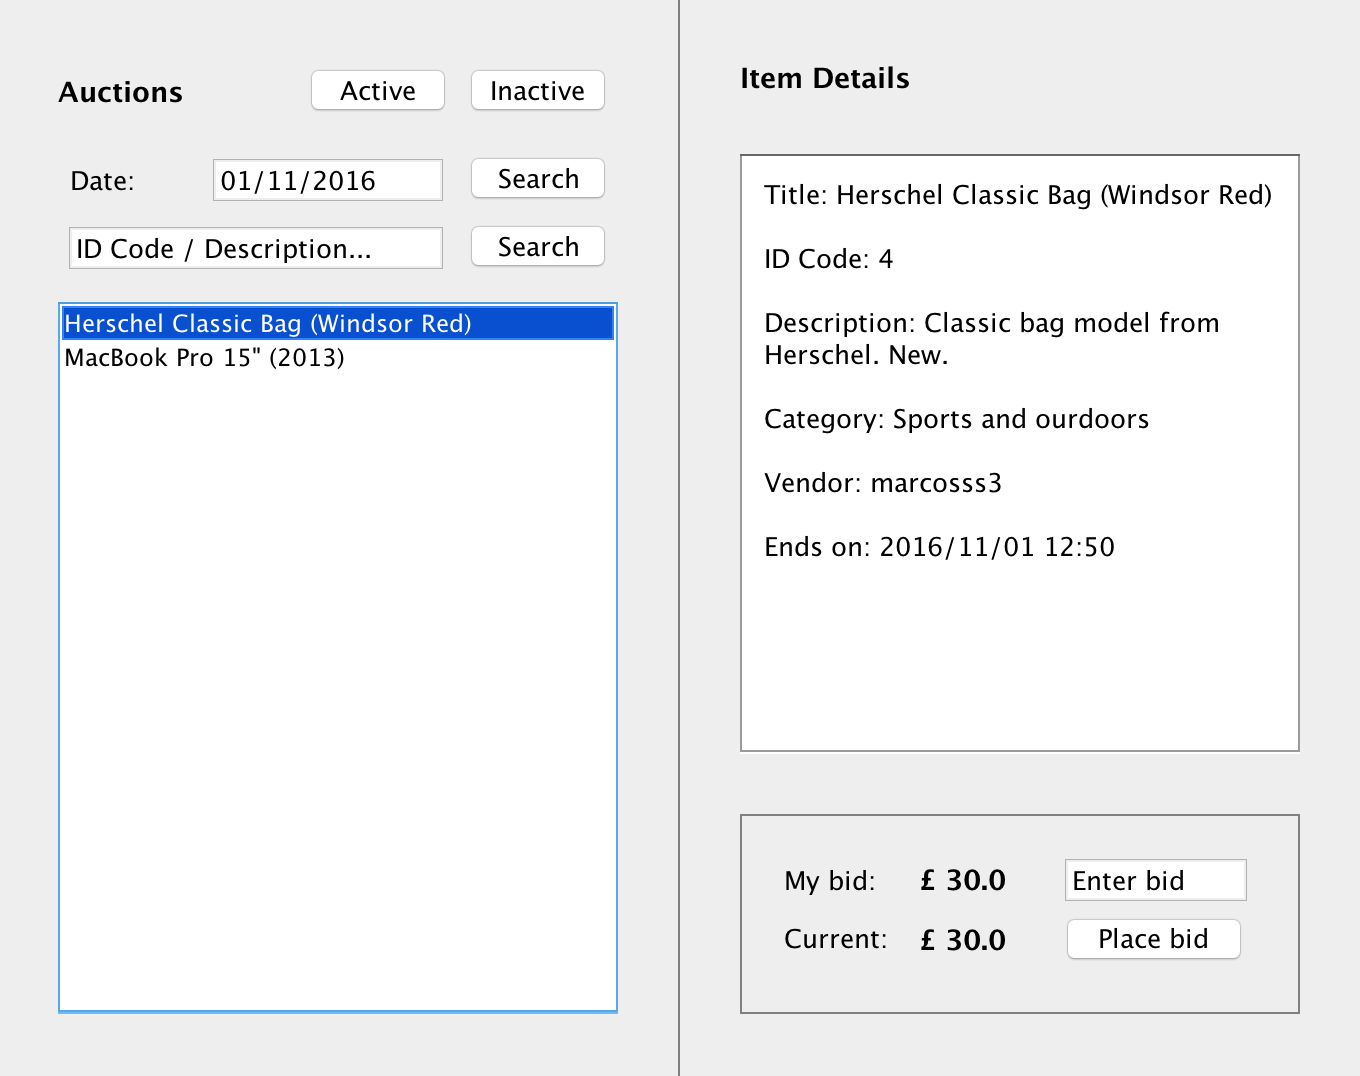 Auctions
Active
Inactive
Date:
01/11/2016
Search
ID Code / Description...
Search
Herschel Classic Bag (Windsor Red)
MacBook Pro 15" (2013)
Item Details
Title: Herschel Classic Bag (Windsor Red)
ID Code: 4
Description: Classic bag model from
Herschel. New.
Category: Sports and ourdoors
Vendor: marcosss3
Ends on: 2016/11/01 12:50
My bid:
£ 30.0
Enter bid
Current:
£ 30.0
Place bid